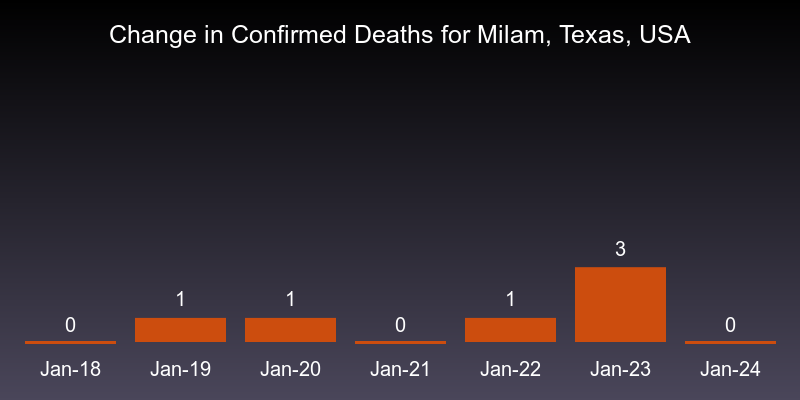 Change in Confirmed Deaths for Milam, Texas, USA
3
1 1 1
0 0 0
Jan-18 Jan-19 Jan-20 Jan-21 Jan-22 Jan-23 Jan-24